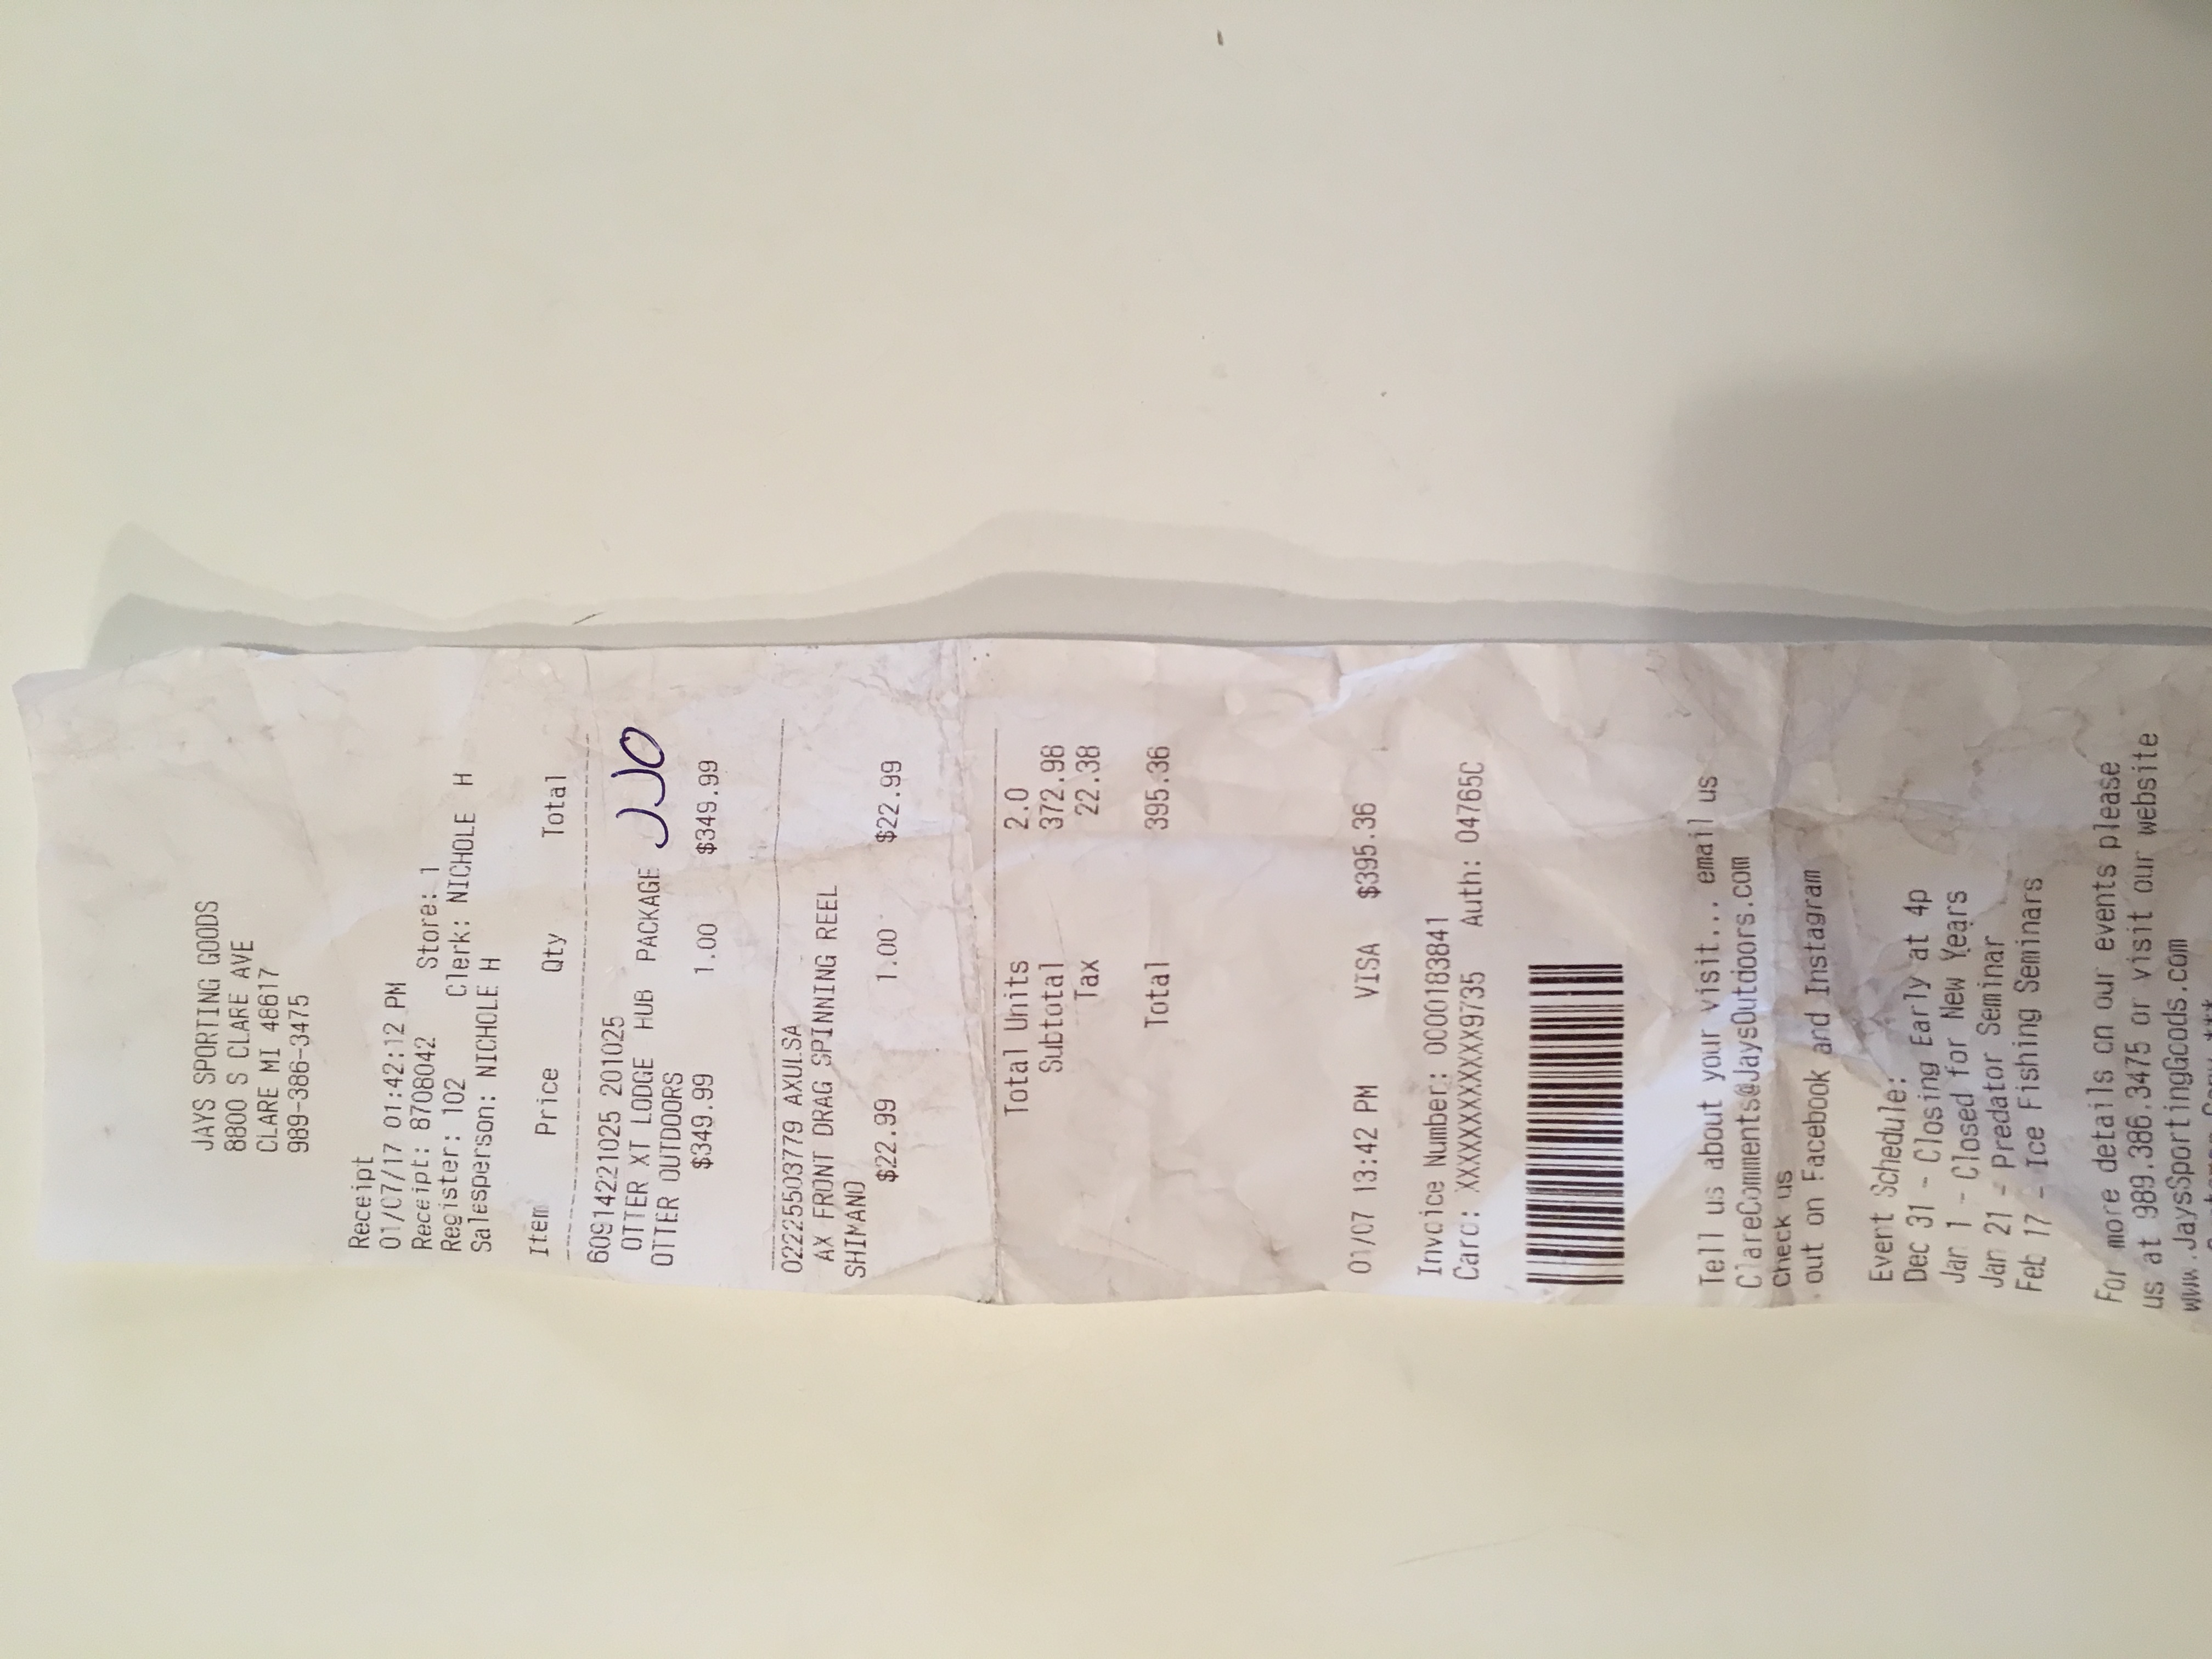 JAYS SPORTING GOODS
8800 S CLARE AVE
CLARE MI 48617
989-386-3475
Receipt
01/07/17 01:42:12 PM
Receipt: 8708042 Store: 1
Register: 102 Clerk: NICHOLE H
Salesperson: NICHOLE H
Item Price Qty Total
60914221025 201025
OTTER XT LODGE HUB PACKAGE JJO
OTTER OUTDOORS
$349.99 1.00 $349.99
022255037​79 AXULSA
AX FRONT DRAG SPINNING REEL
SHIMANO
$22.99 1.00 $22.99
Total Units 2.0
Subtotal 372.98
Tax 22.38
Total 395.36
01/07 13:42 PM VISA $395.36
Invoice Number: 0000183841
Card: XXXXXXXXXXXX9735 Auth: 04765C
Tell us about your visit... email us
ClareComments@JaysOutdoors.com
Check us
out on Facebook and Instagram
Event Schedule:
Dec 31 - Closing Early at 4p
Jan 1 - Closed for New Years
Jan 21 - Predator Seminar
Feb 17 - Ice Fishing Seminars
For more details on our events please
us at 989.386.3475 or visit our website
www.JaysSportingGoods.com